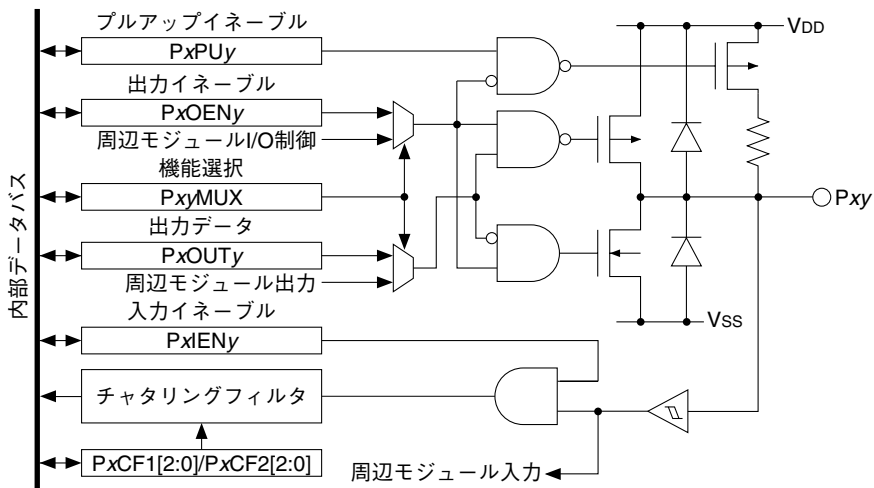 プルアップイネーブル
PxPUy
VDD
出力イネーブル
PxOENy
周辺モジュールI/O制御
機能選択
PxyMUX
Pxy
出力データ
PxOUTy
周辺モジュール出力
VSS
入力イネーブル
PxIENy
チャタリングフィルタ
PxCF1[2:0]/PxCF2[2:0]
周辺モジュール入力
内部データバス